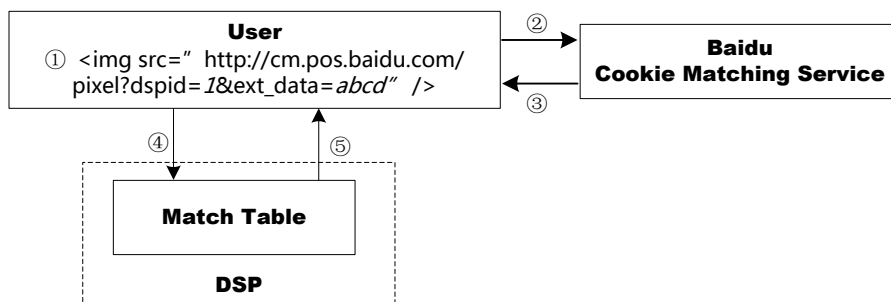 User
① <img src=” http://cm.pos.baidu.com/
pixel?dspid=1&ext_data=abcd” />
②
Baidu
Cookie Matching Service
③
④
⑤
Match Table
DSP